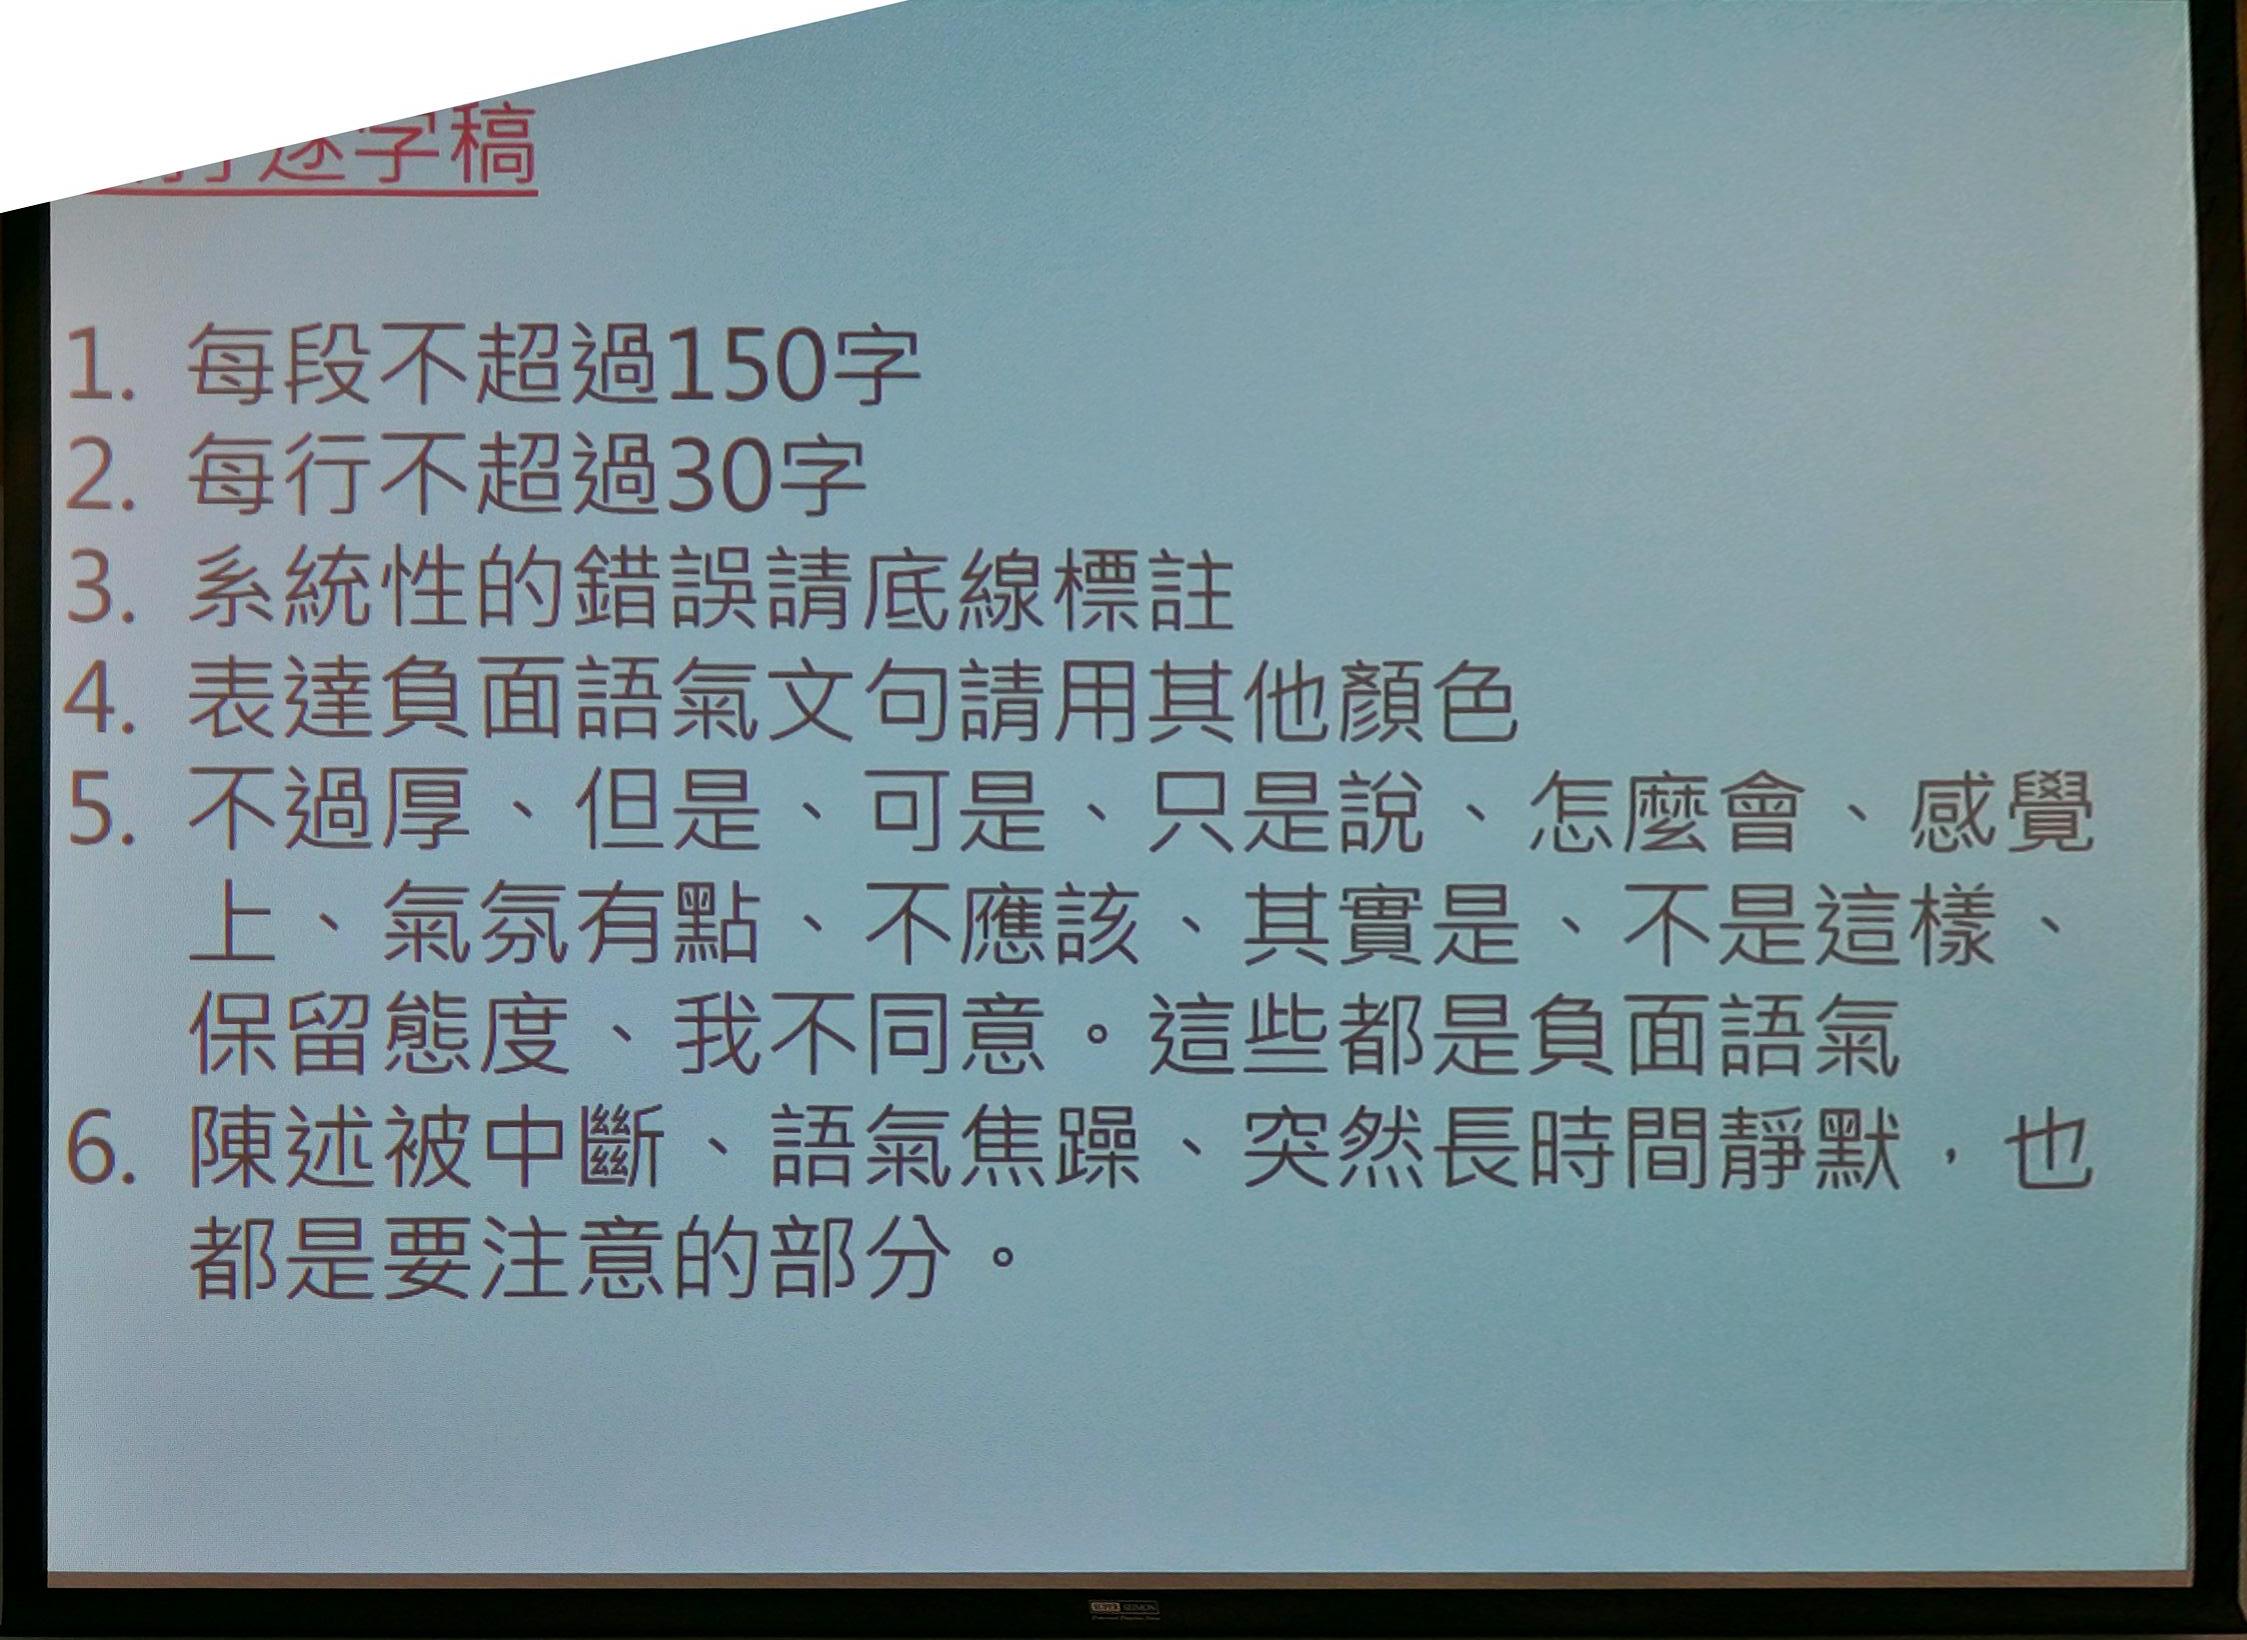 逐字稿
1. 每段不超過150字
2. 每行不超過30字
3. 系統性的錯誤請底線標註
4. 表達負面語氣文句請用其他顏色
5. 不過厚、但是、可是、只是說、怎麼會、感覺
上、氣氛有點、不應該、其實是、不是這樣、
保留態度、我不同意。這些都是負面語氣
6. 陳述被中斷、語氣焦躁、突然長時間靜默，也
都是要注意的部分。